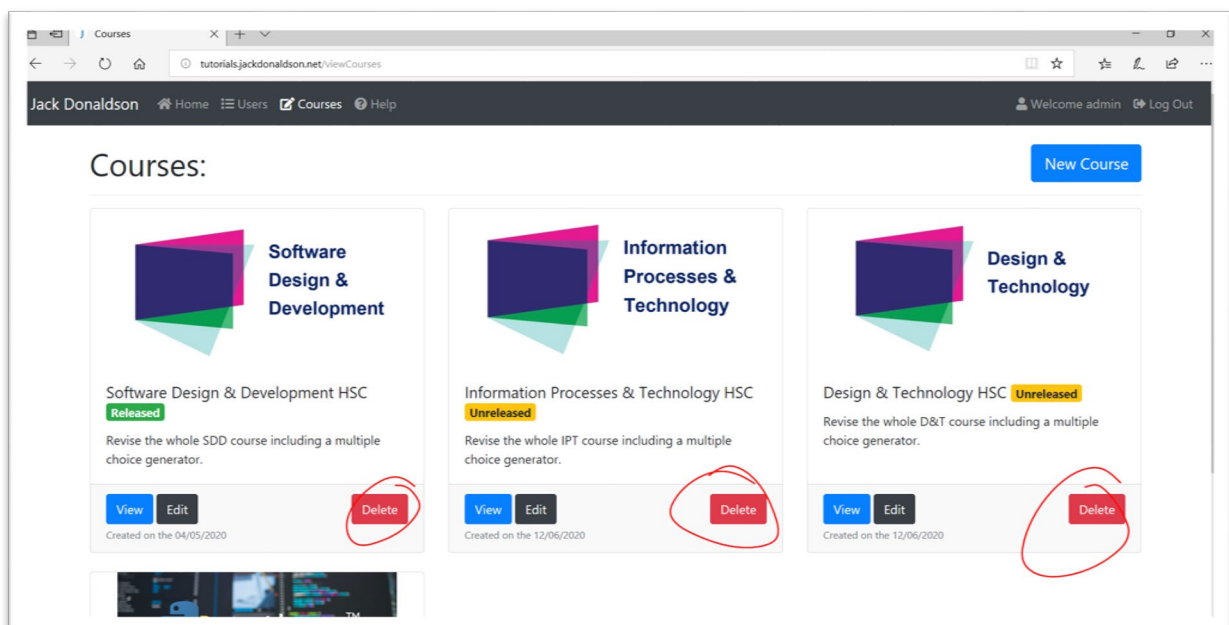 Courses
tutorials.jackdonaldson.net/viewCourses
Jack Donaldson Home Users Courses Help Welcome admin Log Out
Courses: New Course
Software
Design &
Development
Information
Processes &
Technology
Design &
Technology
Software Design & Development HSC
Released
Revise the whole SDD course including a multiple
choice generator.
View Edit Delete
Created on the 04/05/2020
Information Processes & Technology HSC
Unreleased
Revise the whole IPT course including a multiple
choice generator.
View Edit Delete
Created on the 12/06/2020
Design & Technology HSC Unreleased
Revise the whole D&T course including a multiple
choice generator.
View Edit Delete
Created on the 12/06/2020
TM